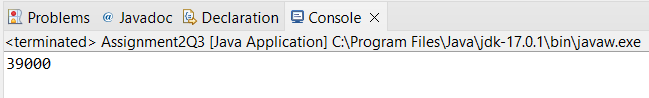 Problems @ Javadoc Declaration Console
<terminated> Assignment2Q3 [Java Application] C:\Program Files\Java\jdk-17.0.1\bin\javaw.exe
39000